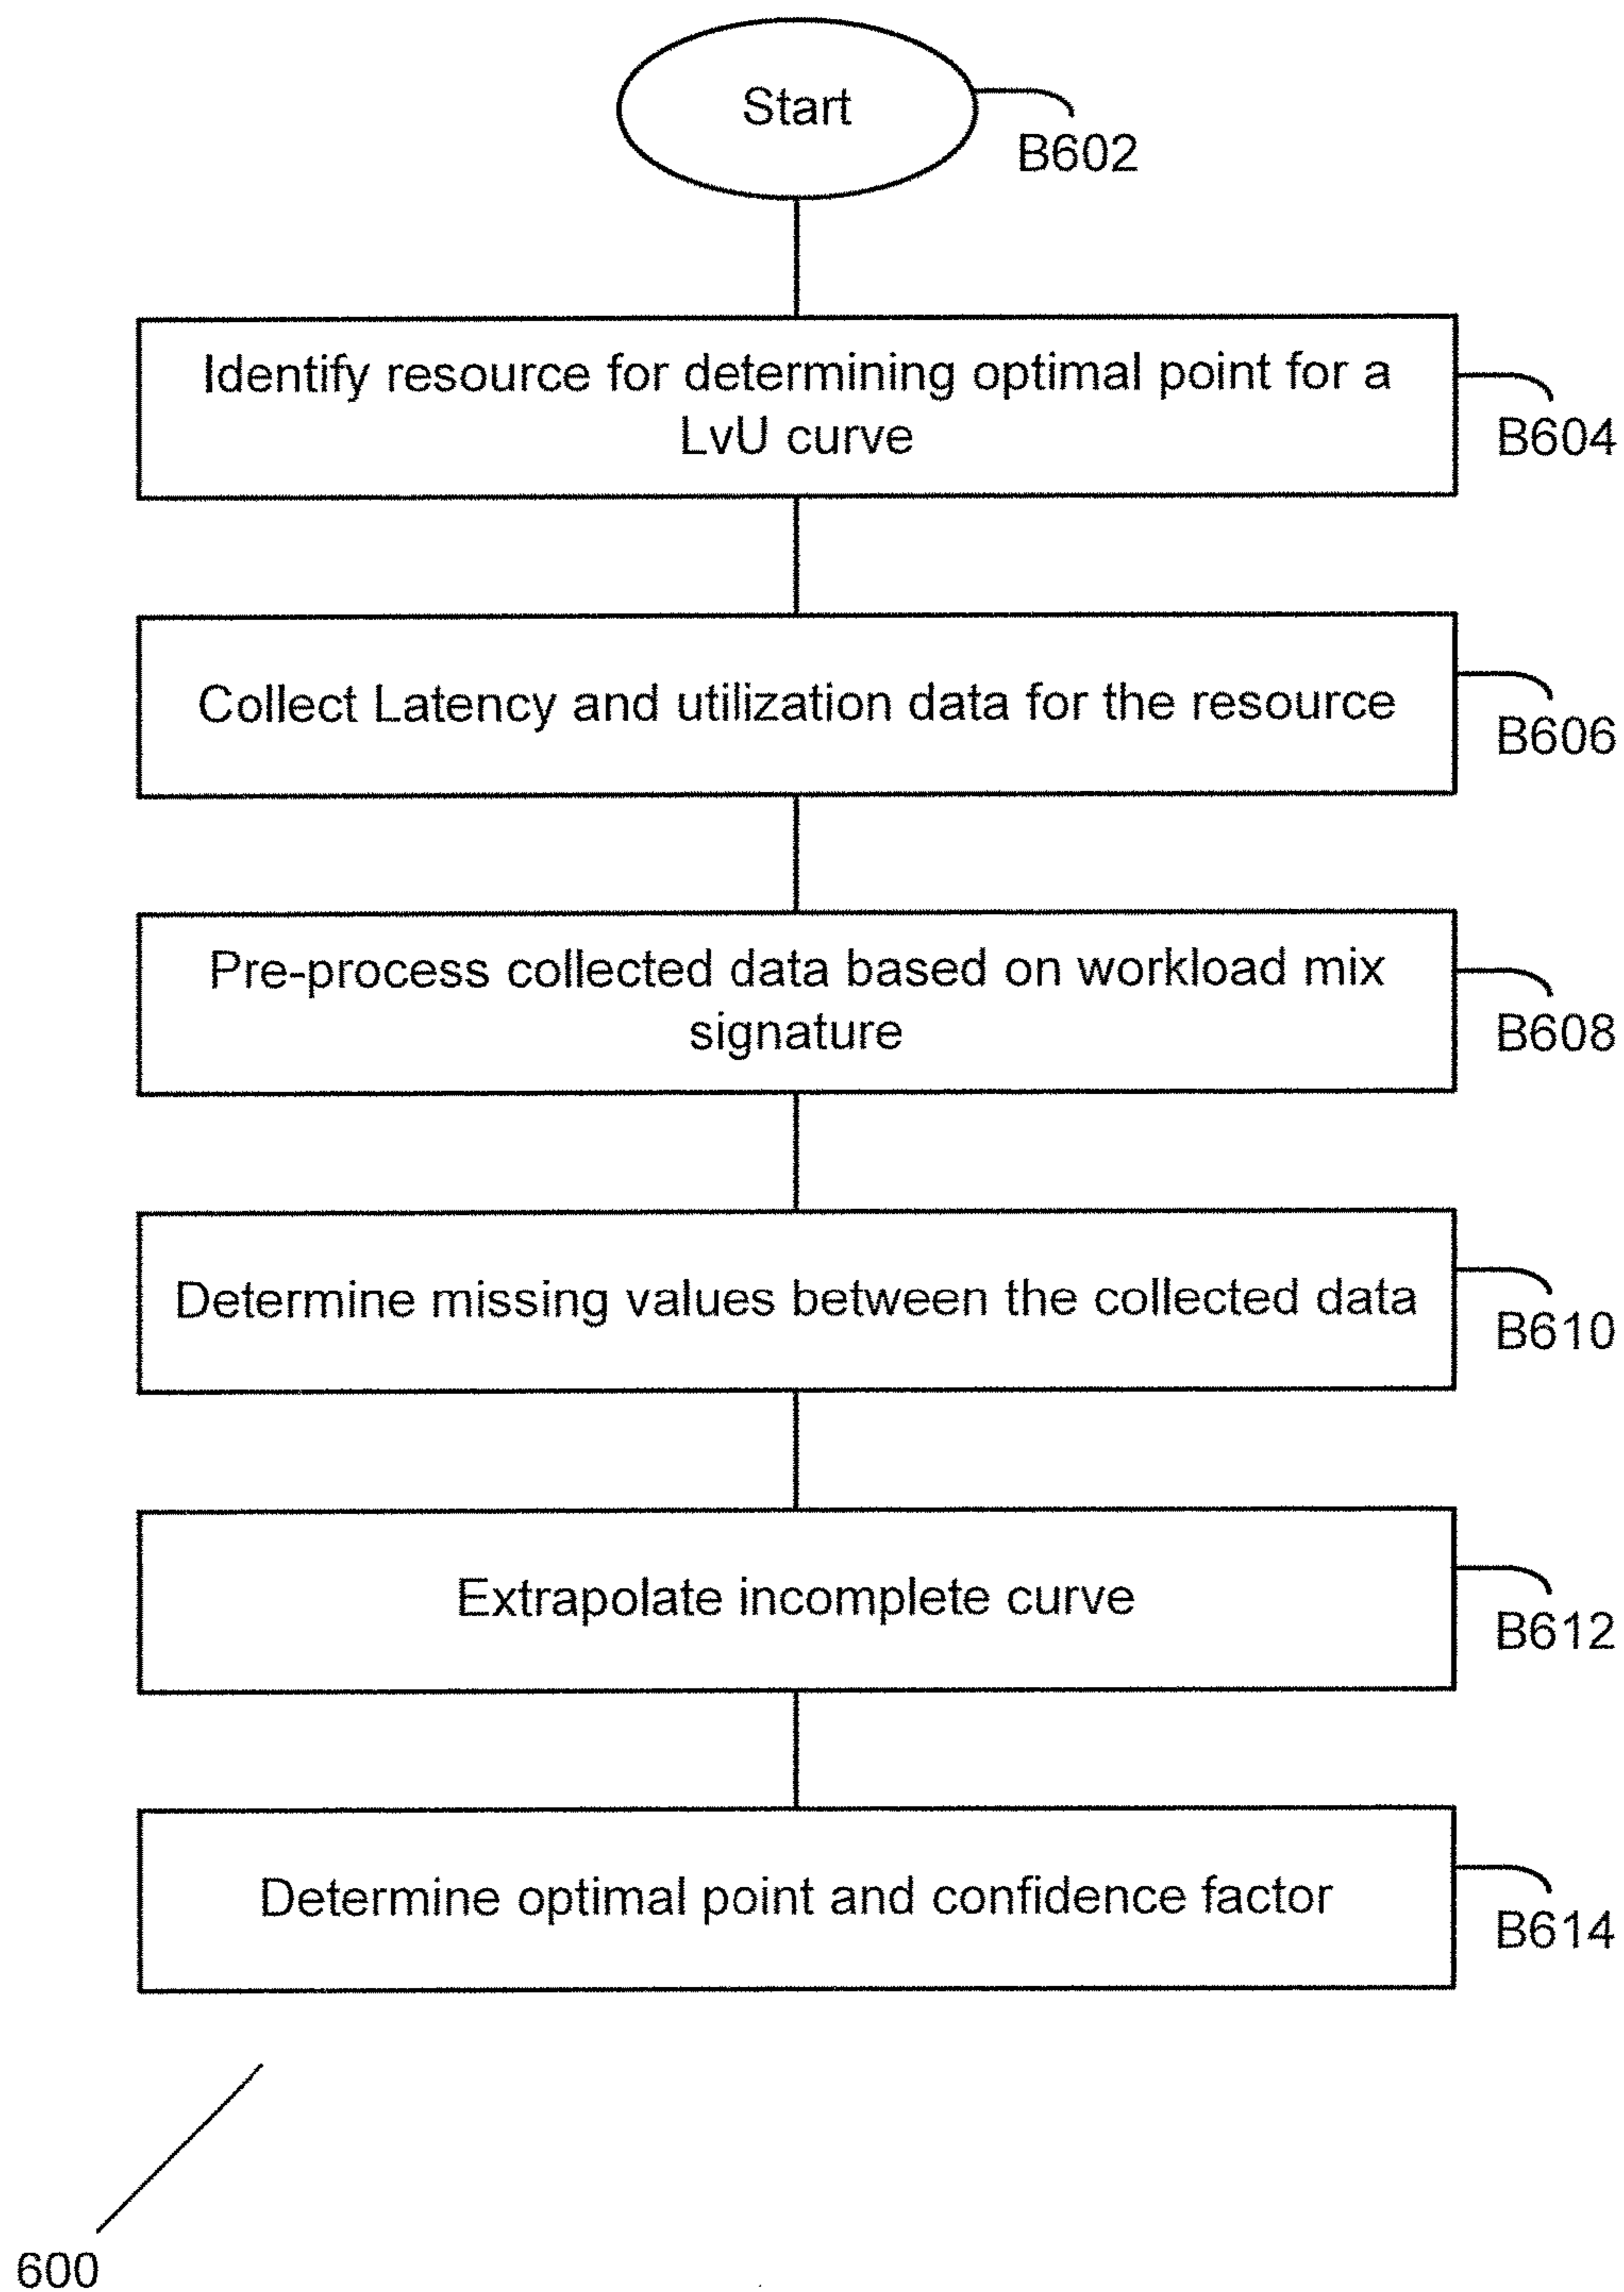 Start
B602
Identify resource for determining optimal point for a
LvU curve
B604
Collect Latency and utilization data for the resource
B606
Pre-process collected data based on workload mix
signature
B608
Determine missing values between the collected data
B610
Extrapolate incomplete curve
B612
Determine optimal point and confidence factor
B614
600